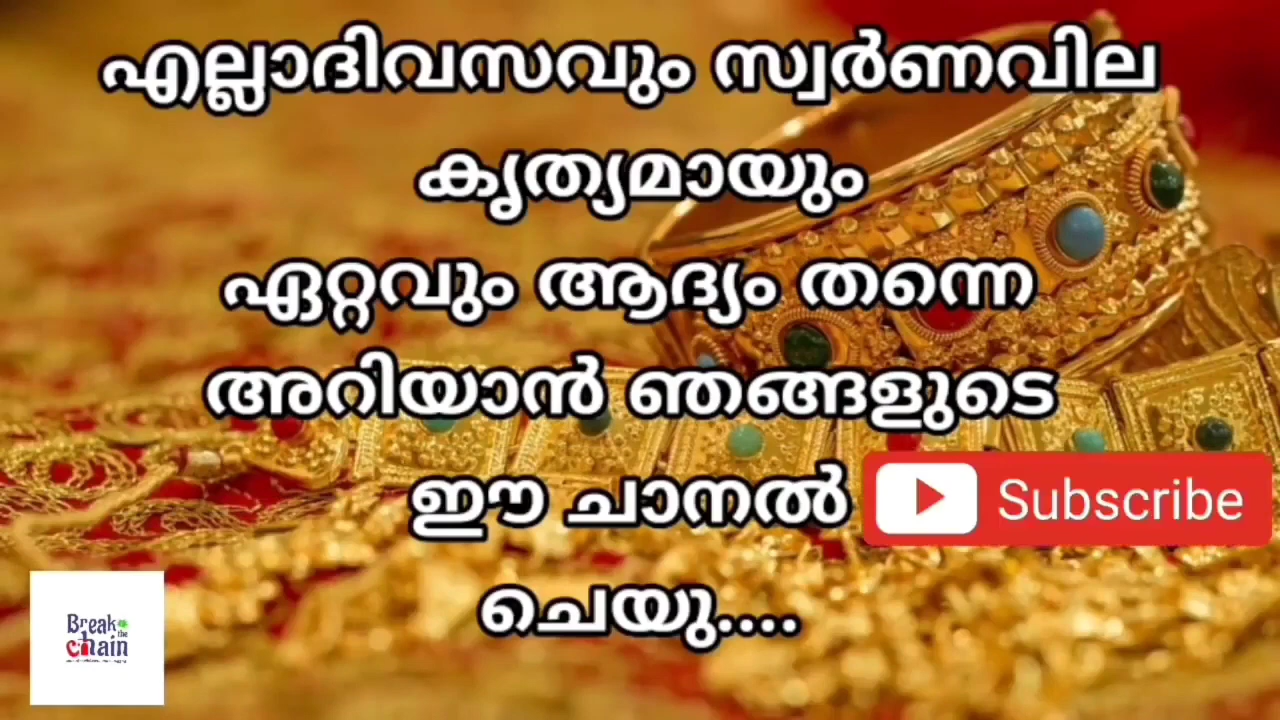 എല്ലാദിവസവും സ്വർണവില
കൃത്യമായും
ഏറ്റവും ആദ്യം തന്നെ
അറിയാൻ ഞങ്ങളുടെ
ഈ ചാനൽ Subscribe
ചെയു....
Break
the
chain